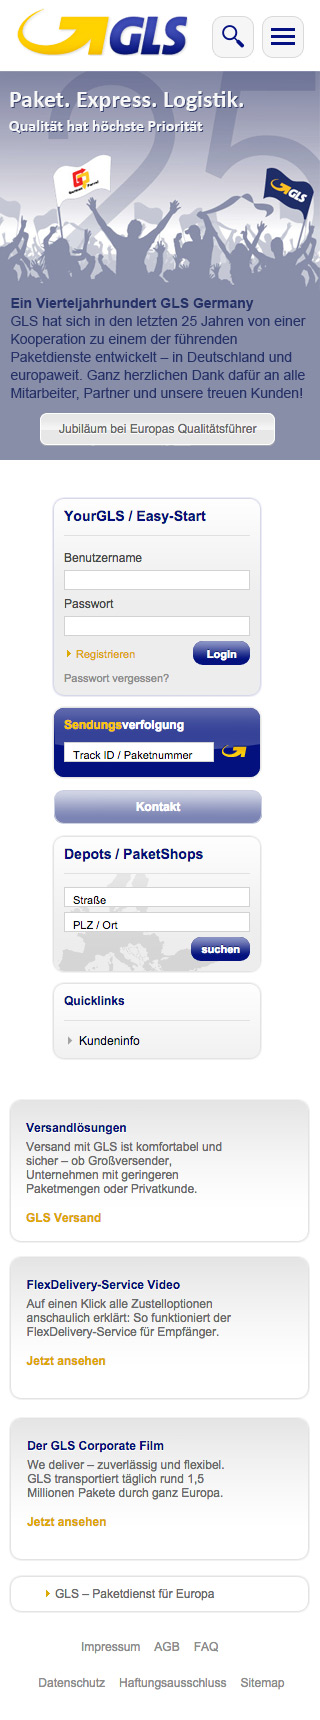 GLS
Paket. Express. Logistik.
Qualität hat höchste Priorität
German Parcel
GLS
Ein Vierteljahrhundert GLS Germany
GLS hat sich in den letzten 25 Jahren von einer
Kooperation zu einem der führenden
Paketdienste entwickelt – in Deutschland und
europaweit. Ganz herzlichen Dank dafür an alle
Mitarbeiter, Partner und unsere treuen Kunden!
Jubiläum bei Europas Qualitätsführer
YourGLS / Easy-Start
Benutzername
Passwort
Registrieren
Login
Passwort vergessen?
Sendungsverfolgung
Track ID / Paketnummer
Kontakt
Depots / PaketShops
Straße
PLZ / Ort
suchen
Quicklinks
Kundeninfo
Versandlösungen
Versand mit GLS ist komfortabel und
sicher – ob Großversender,
Unternehmen mit geringeren
Paketmengen oder Privatkunde.
GLS Versand
FlexDelivery-Service Video
Auf einen Klick alle Zustelloptionen
anschaulich erklärt: So funktioniert der
FlexDelivery-Service für Empfänger.
Jetzt ansehen
Der GLS Corporate Film
We deliver – zuverlässig und flexibel.
GLS transportiert täglich rund 1,5
Millionen Pakete durch ganz Europa.
Jetzt ansehen
GLS – Paketdienst für Europa
Impressum AGB FAQ
Datenschutz Haftungsausschluss Sitemap